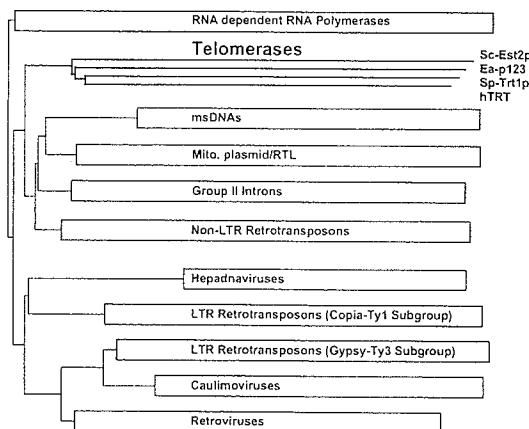 RNA dependent RNA Polymerases
Telomerases
Sc-Est2p
Ea-p123
Sp-Trt1p
hTRT
msDNAs
Mito. plasmid/RTL
Group II Introns
Non-LTR Retrotransposons
Hepadnaviruses
LTR Retrotransposons (Copia-Ty1 Subgroup)
LTR Retrotransposons (Gypsy-Ty3 Subgroup)
Caulimoviruses
Retroviruses